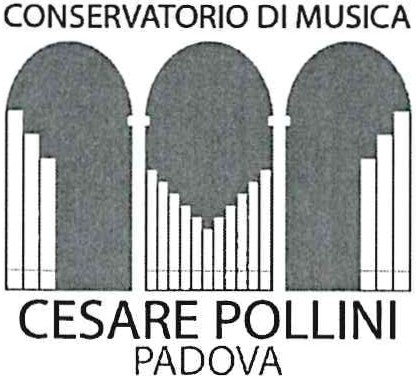 CONSERVATORIO DI MUSICA
CESARE POLLINI
PADOVA